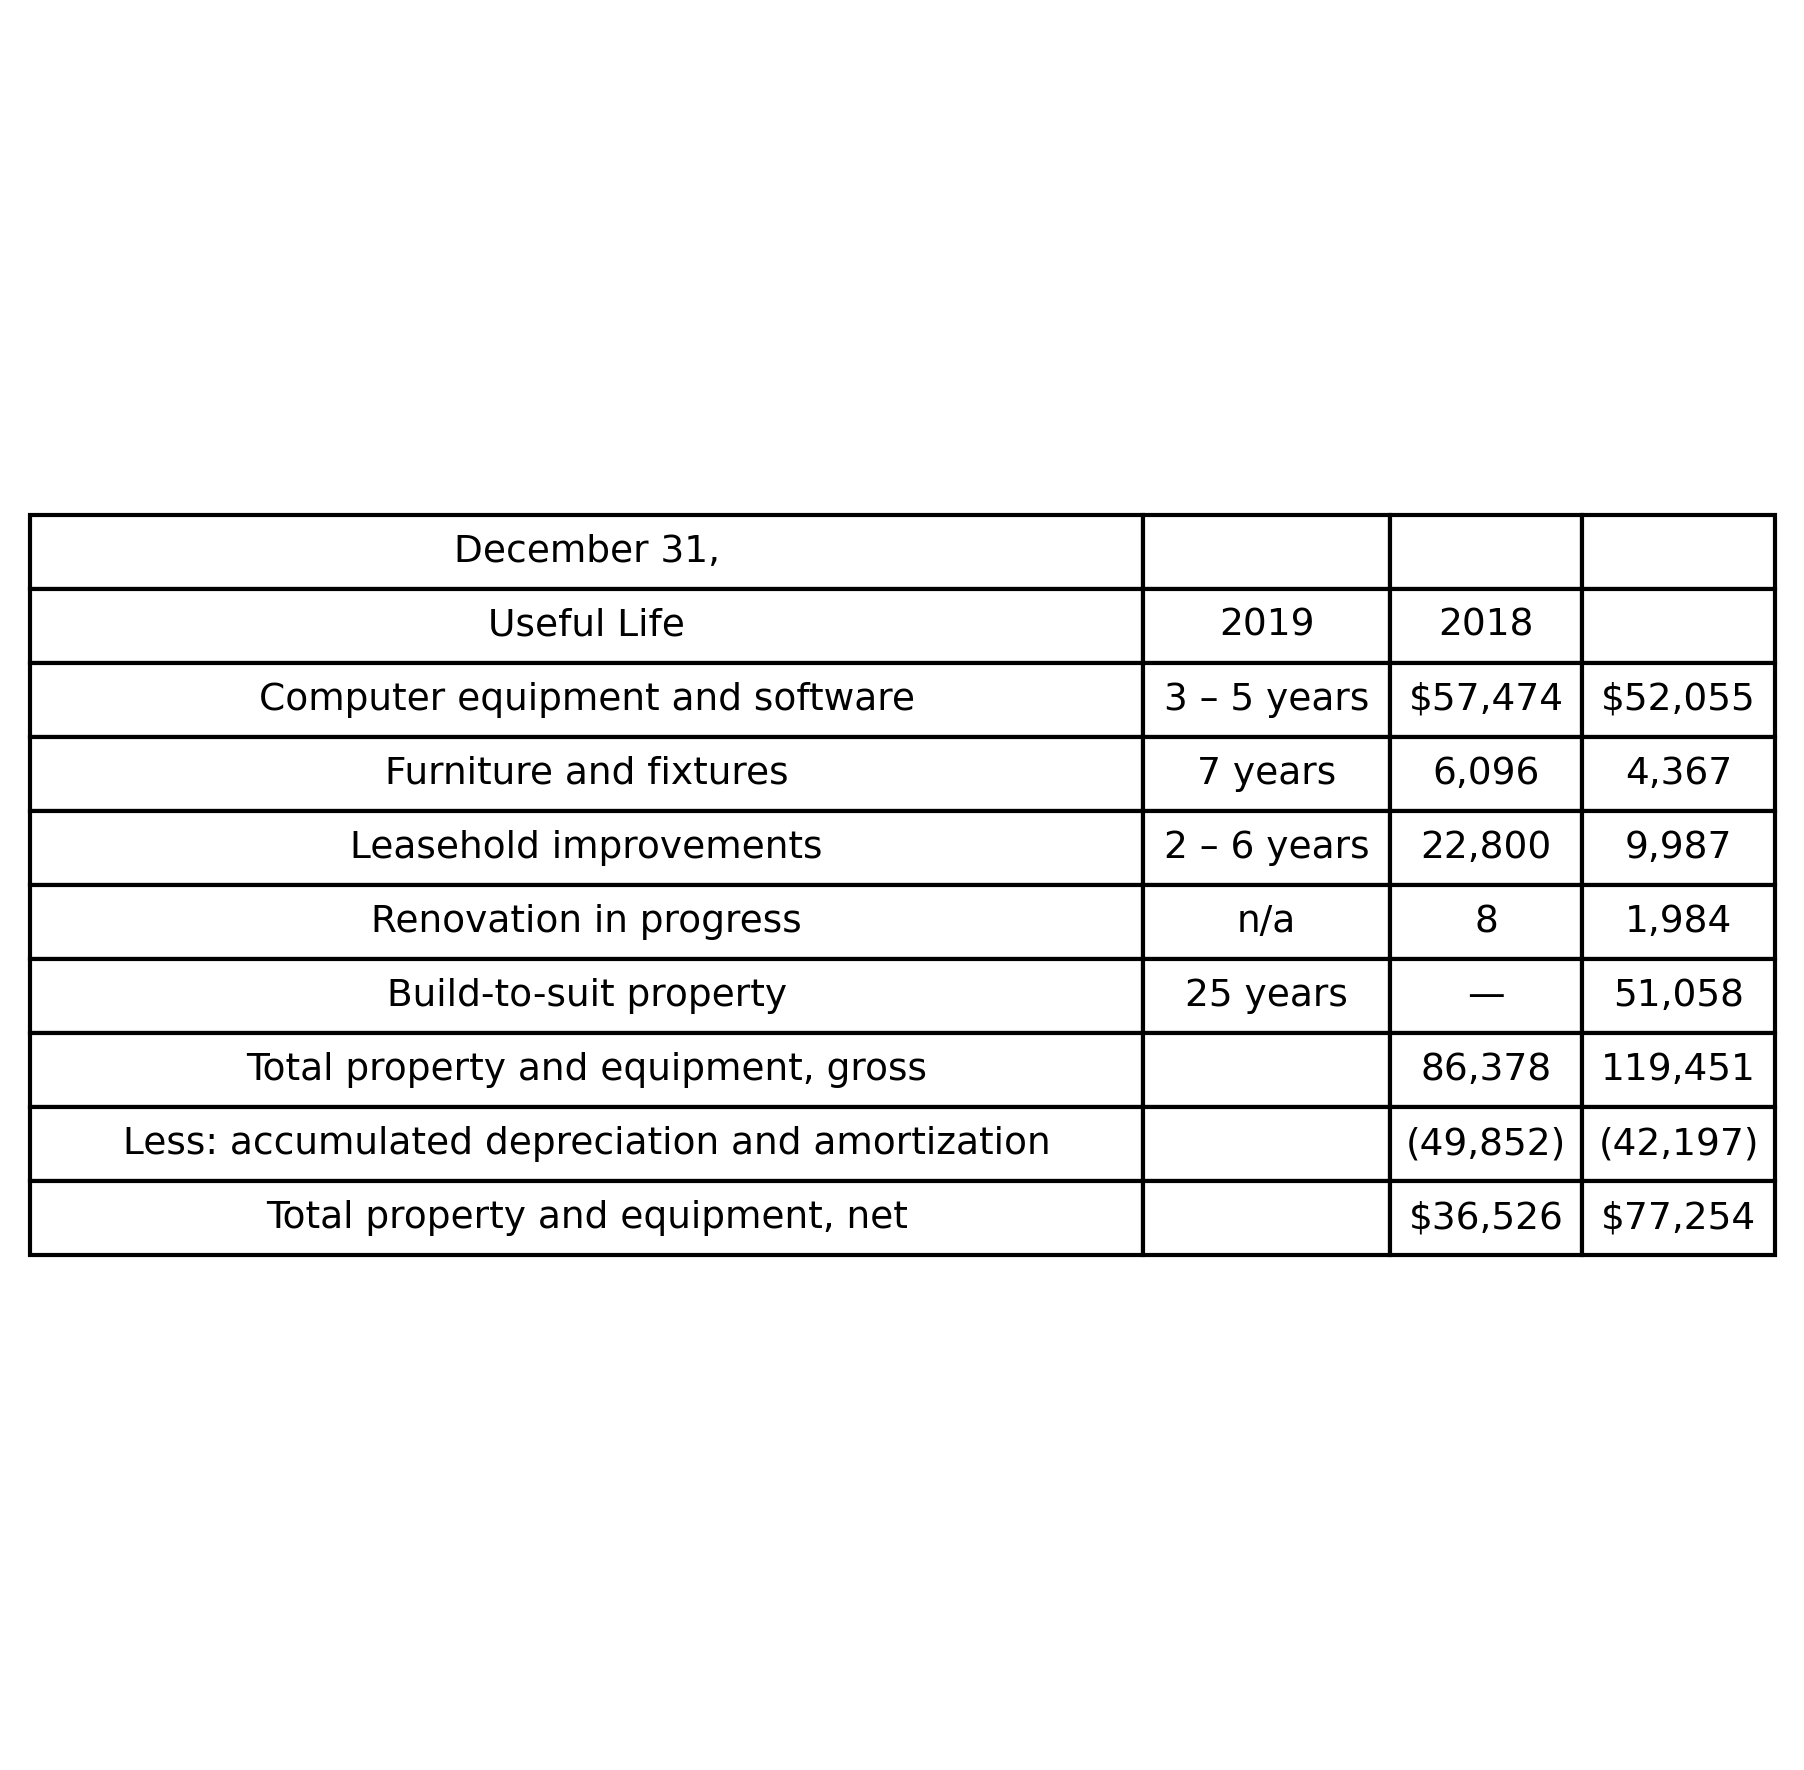 December 31,
Useful Life 2019 2018
Computer equipment and software 3 – 5 years $57,474 $52,055
Furniture and fixtures 7 years 6,096 4,367
Leasehold improvements 2 – 6 years 22,800 9,987
Renovation in progress n/a 8 1,984
Build-to-suit property 25 years — 51,058
Total property and equipment, gross 86,378 119,451
Less: accumulated depreciation and amortization (49,852) (42,197)
Total property and equipment, net $36,526 $77,254